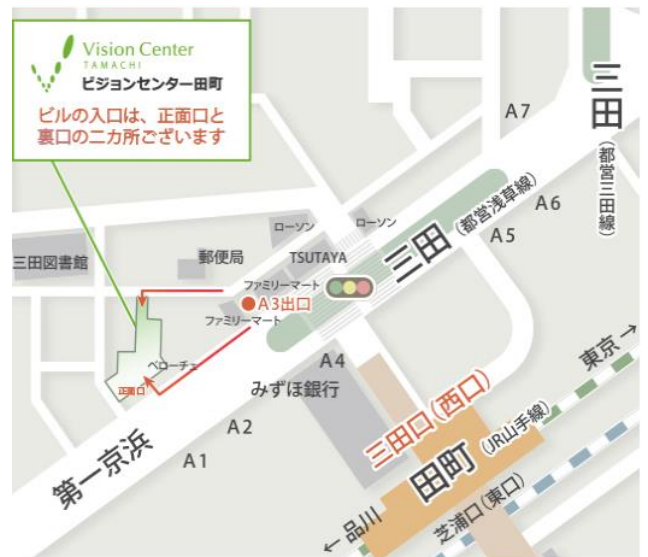 Vision Center
TAMACHI
ビジョンセンター田町
ビルの入口は、正面口と
裏口の二カ所ございます
A7
三田
(都営三田線)
A6
A5
三田
(都営浅草線)
ローソン
ローソン
TSUTAYA
郵便局
三田図書館
ファミリーマート
A3出口
ファミリーマート
ベローチェ
正面口
A4
みずほ銀行
A2
A1
第一京浜
三田口(西口)
田町
(JR山手線)
東京→
←品川
芝浦口(東口)